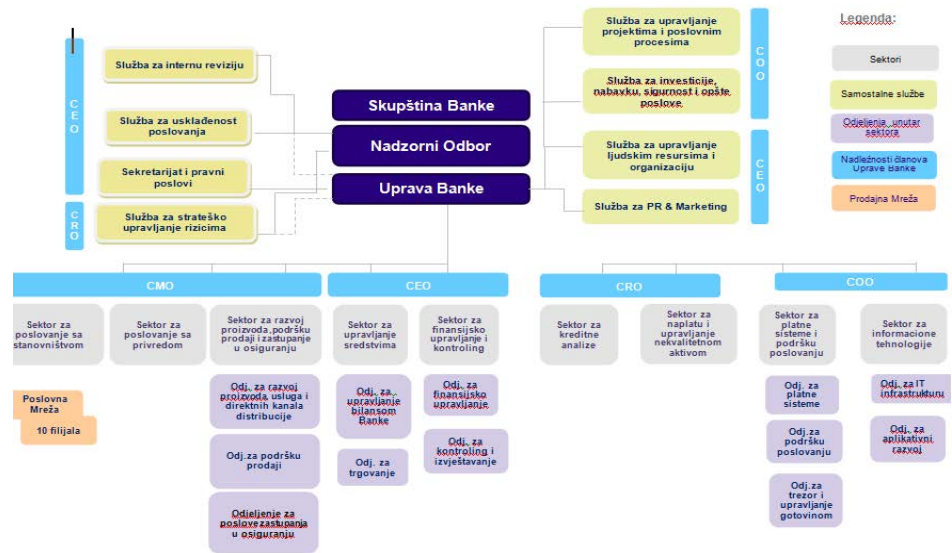 Legenda:
CEO
Služba za internu reviziju
Služba za usklađenost
poslovanja
Sekretarijat i pravni
poslovi
CRO
Služba za strateško
upravljanje rizicima
Skupština Banke
Nadzorni Odbor
Uprava Banke
Služba za upravljanje
projektima i poslovnim
procesima
Služba za investicije,
nabavku, sigurnost i opšte
poslove
COO
Služba za upravljanje
ljudskim resursima i
organizaciju
Služba za PR & Marketing
CEO
Sektori
Samostalne službe
Odjeljenja unutar
sektora
Nadležnosti članova
Uprave Banke
Prodajna Mreža
CMO
CEO
CRO
COO
Sektor za
poslovanje sa
stanovništvom
Sektor za
poslovanje sa
privredom
Sektor za razvoj
proizvoda,podršku
prodaji i zastupanje
u osiguranju
Sektor za
upravljanje
sredstvima
Sektor za
finansijsko
upravljanje i
kontroling
Sektor za
kreditne
analize
Sektor za
naplatu i
upravljanje
nekvalitetnom
aktivom
Sektor za
platne
sisteme i
podršku
poslovanju
Sektor za
informacione
tehnologije
Poslovna
Mreža
10 filijala
Odj. za razvoj
proizvoda, usluga i
direktnih kanala
distribucije
Odj.za podršku
prodaji
Odjeljenje za
poslove zastupanja
u osiguranju
Odj. za
upravljanje
bilansom
Banke
Odj. za
trgovanje
Odj. za
finansijsko
upravljanje
Odj. za
kontroling i
izvještavanje
Odj. za
platne
sisteme
Odj.za
podršku
poslovanju
Odj.za
trezor i
upravljanje
gotovinom
Odj. za IT
infrastrukturu
Odj. za
aplikativni
razvoj